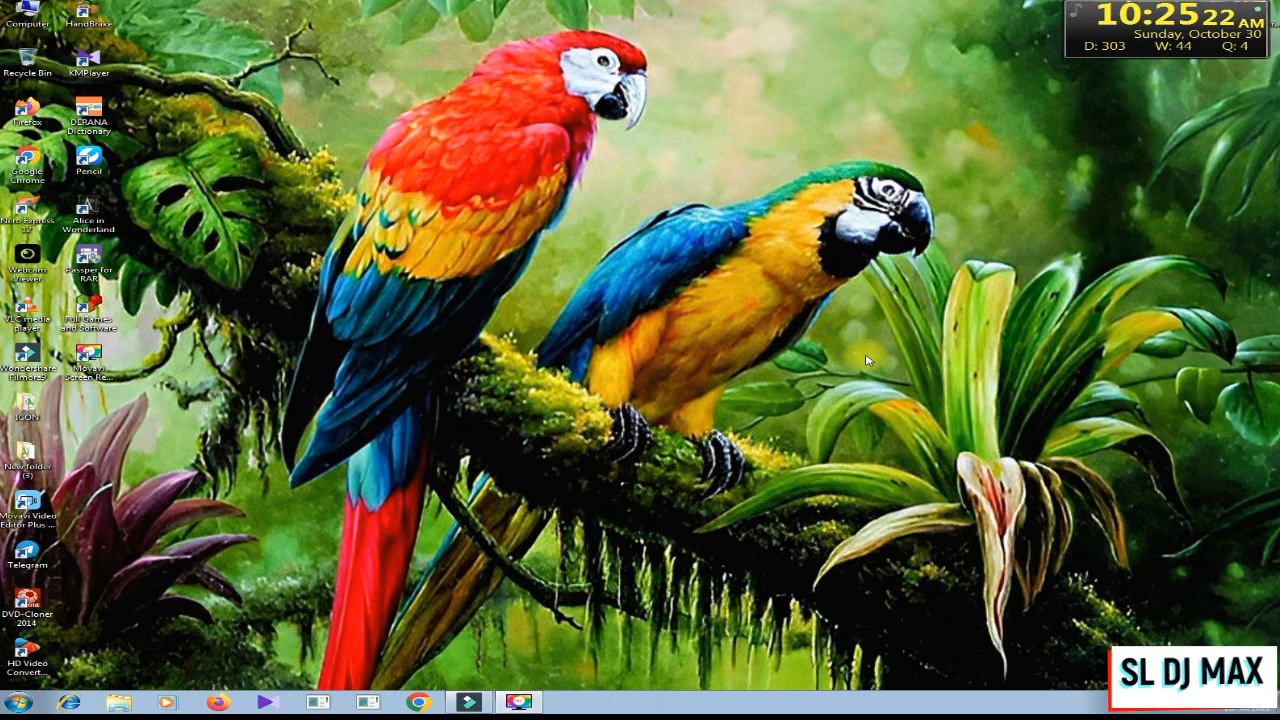 Computer
HandBrake
Recycle Bin
KMPlayer
Firefox
DERANA
Dictionary
Google
Chrome
Pencil
Nero Express
12
Alice in
Wonderland
Webcam
Viewer
Passper for
RAR
VLC media
player
Full Games
and Software
Wondershare
Filmora9
Movavi
Screen Re...
ICON
New folder
(3)
Movavi Video
Editor Plus ...
Telegram
DVD-Cloner
2014
HD Video
Convert...
10:25 22 AM
Sunday, October 30
D: 303 W: 44 Q: 4
SL DJ MAX